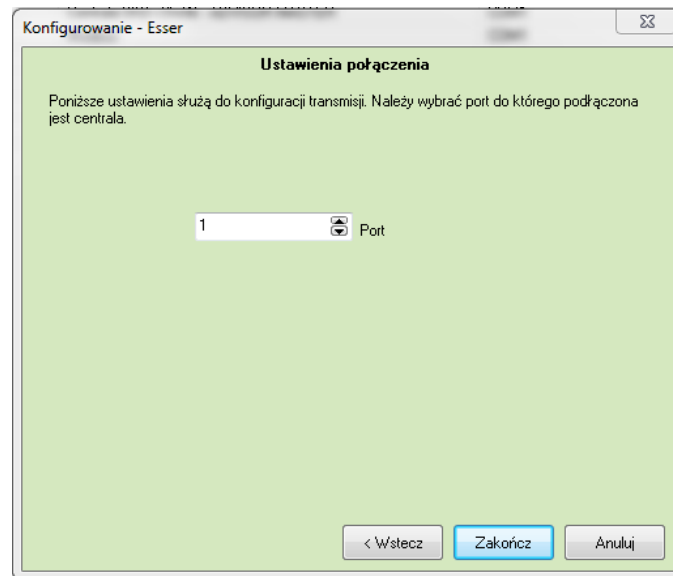 Konfigurowanie - Esser
Ustawienia połączenia
Poniższe ustawienia służą do konfiguracji transmisji. Należy wybrać port do którego podłączona
jest centrala.
1 Port
< Wstecz Zakończ Anuluj